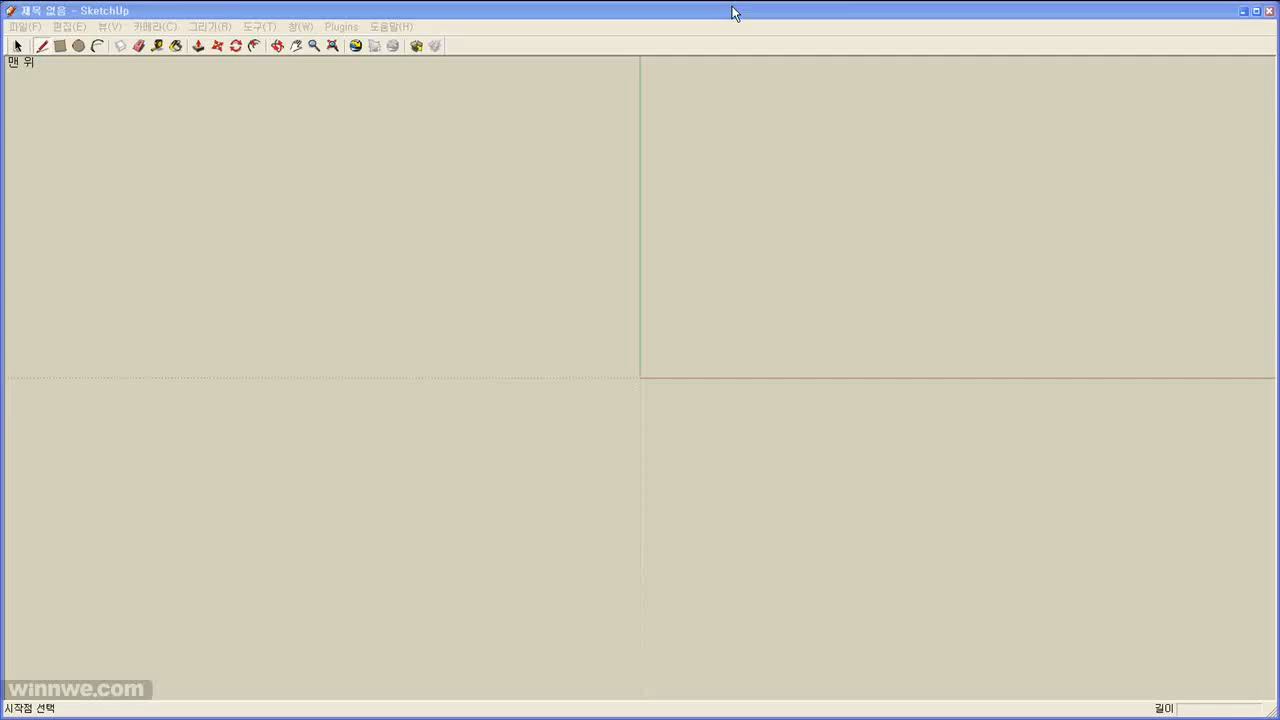 제목 없음 - SketchUp
파일(F) 편집(E) 뷰(V) 카메라(C) 그리기(R) 도구(T) 창(W) Plugins 도움말(H)
맨 위
winnwe.com
시작점 선택 길이